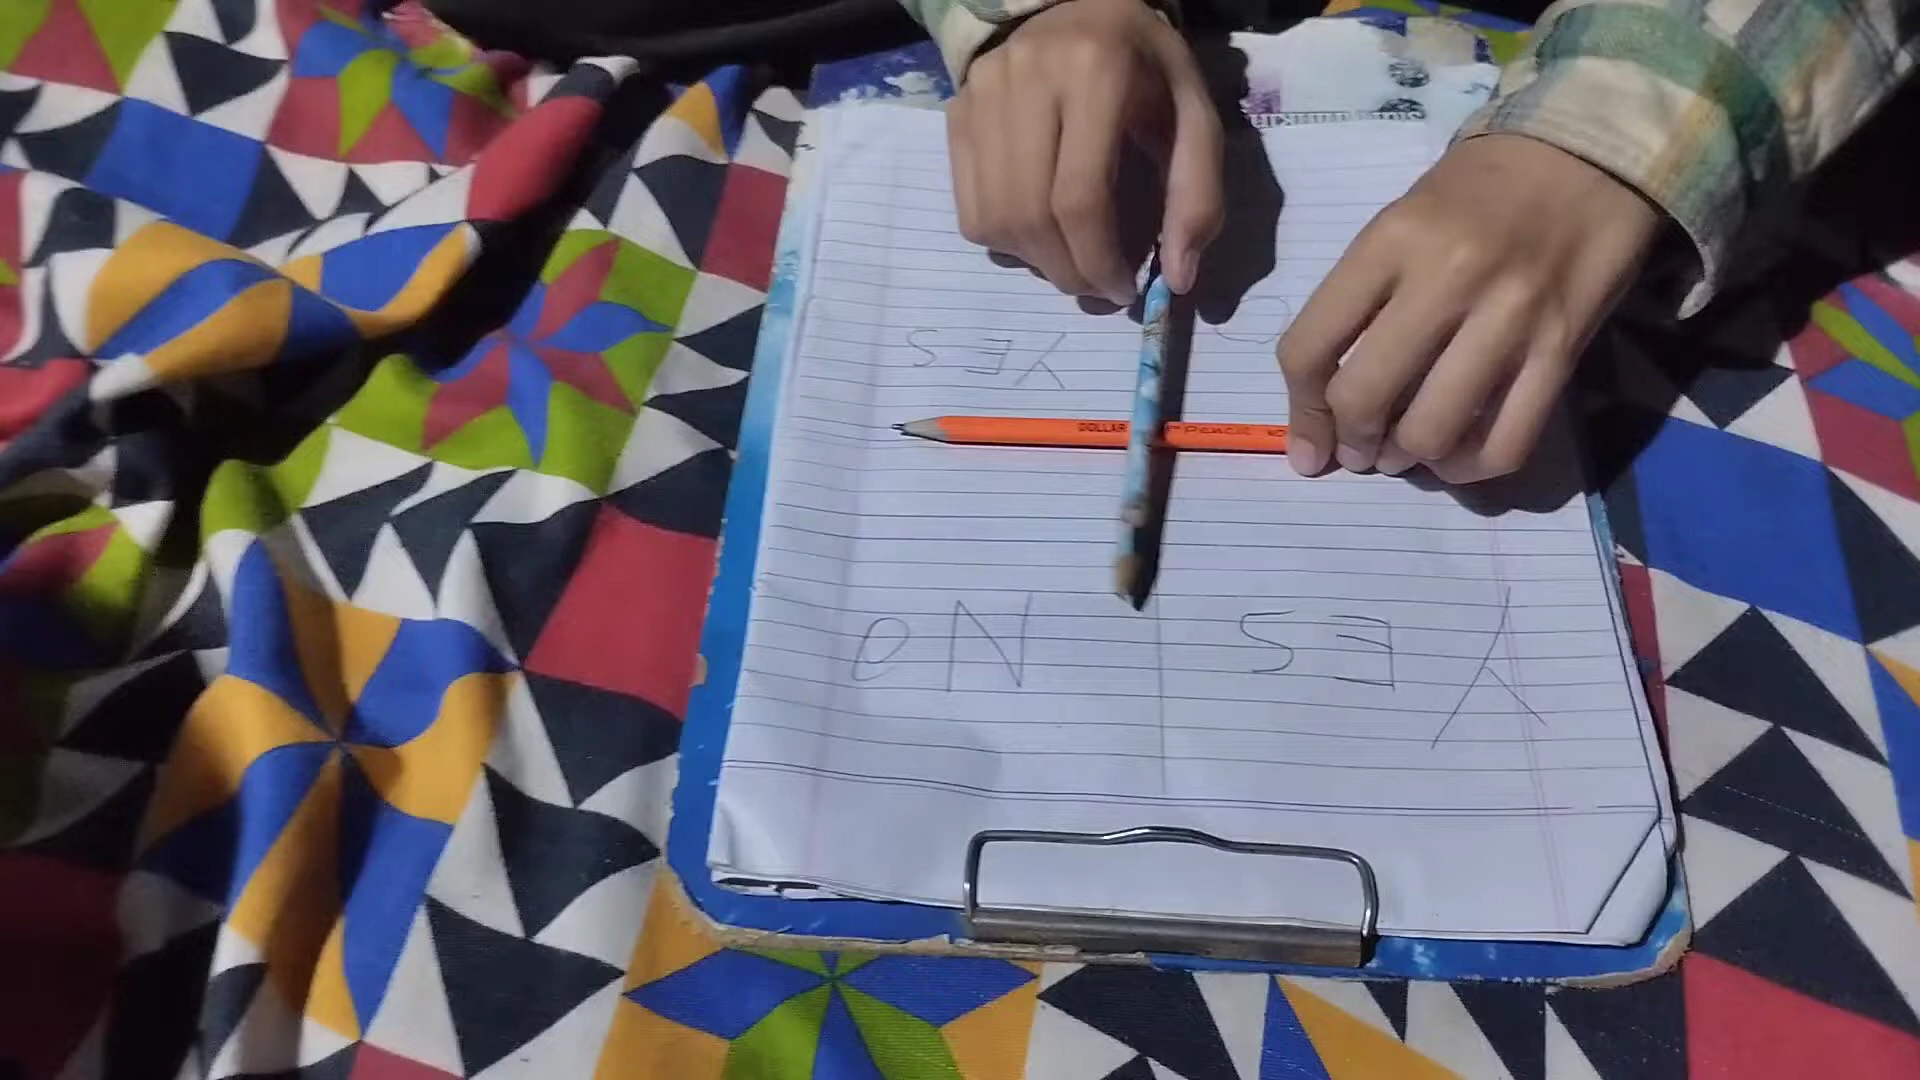 YES NO
DOLLAR Pencil
YES